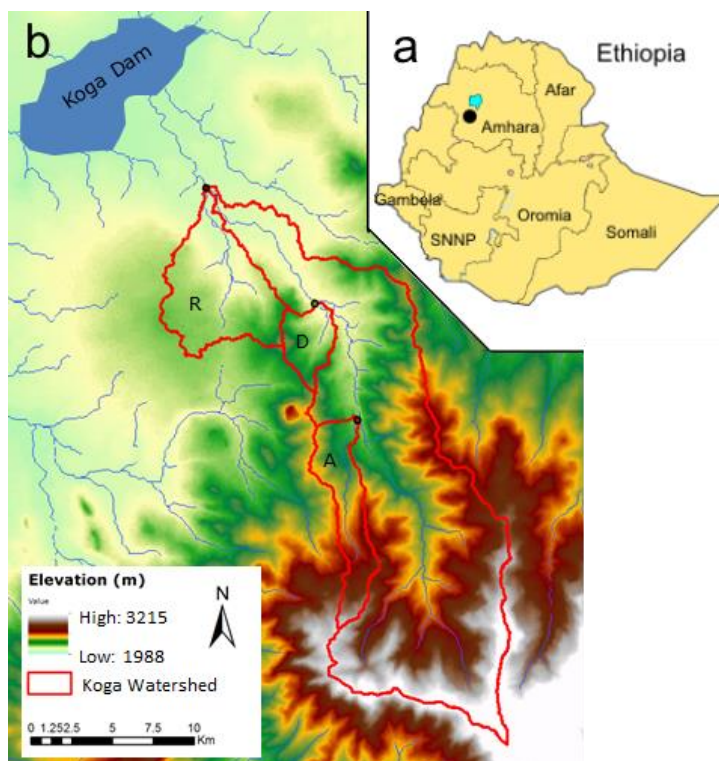 b
Koga Dam
R
D
A
Elevation (m)
Value
High: 3215
Low: 1988
Koga Watershed
N
0 1.252.5 5 7.5 10
Km
a
Ethiopia
Afar
Amhara
Gambela
Oromia
SNNP
Somali